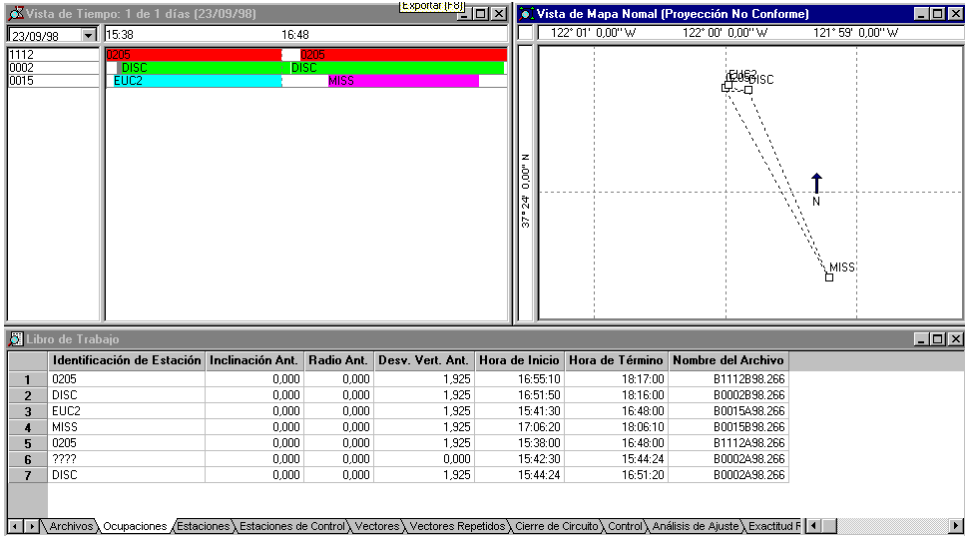 Vista de Tiempo: 1 de 1 días (23/09/98)
Exportar (F8)
Vista de Mapa Nomal (Proyección No Conforme)
23/09/98 15:38 16:48
122° 01' 0,00" W 122° 00' 0,00" W 121° 59' 0,00" W
1112 0205 0205
0002 DISC DISC
0015 EUC2 MISS
EUC2
DISC
37° 24' 0,00" N
N
MISS
Libro de Trabajo
Identificación de Estación Inclinación Ant. Radio Ant. Desv. Vert. Ant. Hora de Inicio Hora de Término Nombre del Archivo
1 0205 0,000 0,000 1,925 16:55:10 18:17:00 B1112B98.266
2 DISC 0,000 0,000 1,925 16:51:50 18:16:00 B0002B98.266
3 EUC2 0,000 0,000 1,925 15:41:30 16:48:00 B0015A98.266
4 MISS 0,000 0,000 1,925 17:06:20 18:06:10 B0015B98.266
5 0205 0,000 0,000 1,925 15:38:00 16:48:00 B1112A98.266
6 ???? 0,000 0,000 0,000 15:42:30 15:44:24 B0002A98.266
7 DISC 0,000 0,000 1,925 15:44:24 16:51:20 B0002A98.266
Archivos Ocupaciones Estaciones Estaciones de Control Vectores Vectores Repetidos Cierre de Circuito Control Análisis de Ajuste Exactitud